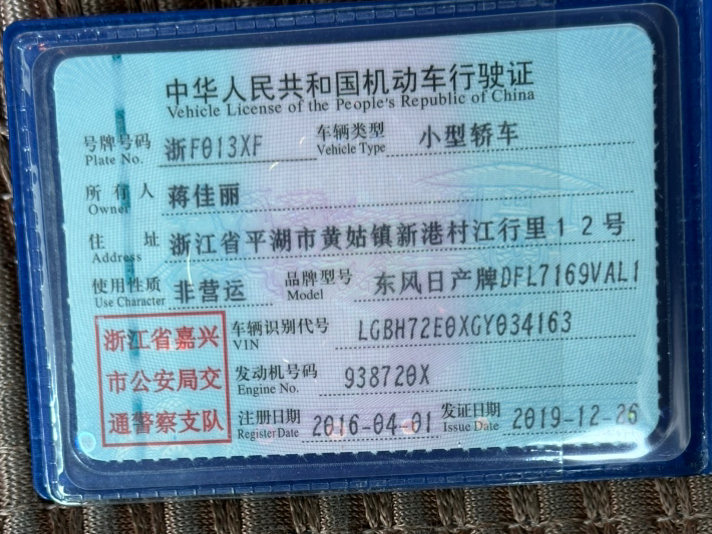 中华人民共和国机动车行驶证
Vehicle License of the People's Republic of China
号牌号码 浙F013XF 车辆类型 小型轿车
Plate No. Vehicle Type
所有人 蒋佳丽
Owner
住址 浙江省平湖市黄姑镇新港村江行里12号
Address
使用性质 非营运 品牌型号 东风日产牌DFL7169VAL1
Use Character Model
浙江省嘉兴
市公安局交
通警察支队
车辆识别代号 LGBH72E0XGY034163
VIN
发动机号码 938720X
Engine No.
注册日期 2016-04-01 发证日期 2019-12-26
Register Date Issue Date